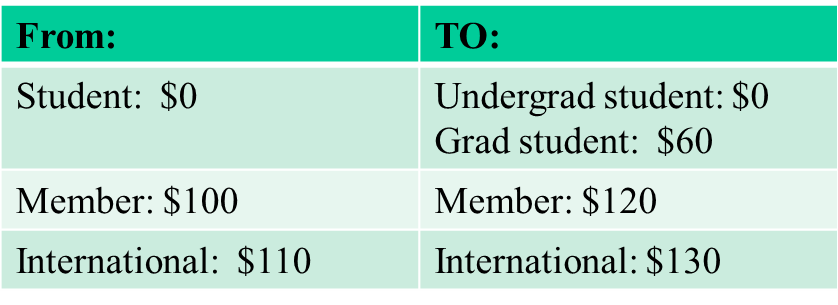 From:
TO:
Student:  $0
Undergrad student: $0
Grad student:  $60
Member: $100
Member: $120
International:  $110
International: $130